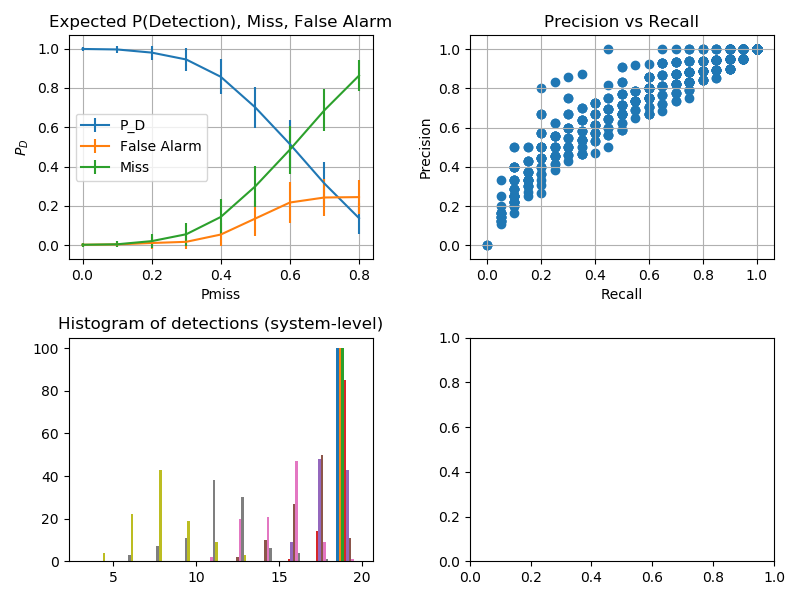 Expected P(Detection), Miss, False Alarm
1.0
0.8
0.6
0.4
0.2
0.0
P_D
P_D
False Alarm
Miss
0.0 0.2 0.4 0.6 0.8
Pmiss
Precision vs Recall
1.0
0.8
0.6
0.4
0.2
0.0
Precision
0.0 0.2 0.4 0.6 0.8 1.0
Recall
Histogram of detections (system-level)
100
80
60
40
20
0
5 10 15 20
1.0
0.8
0.6
0.4
0.2
0.0
0.0 0.2 0.4 0.6 0.8 1.0